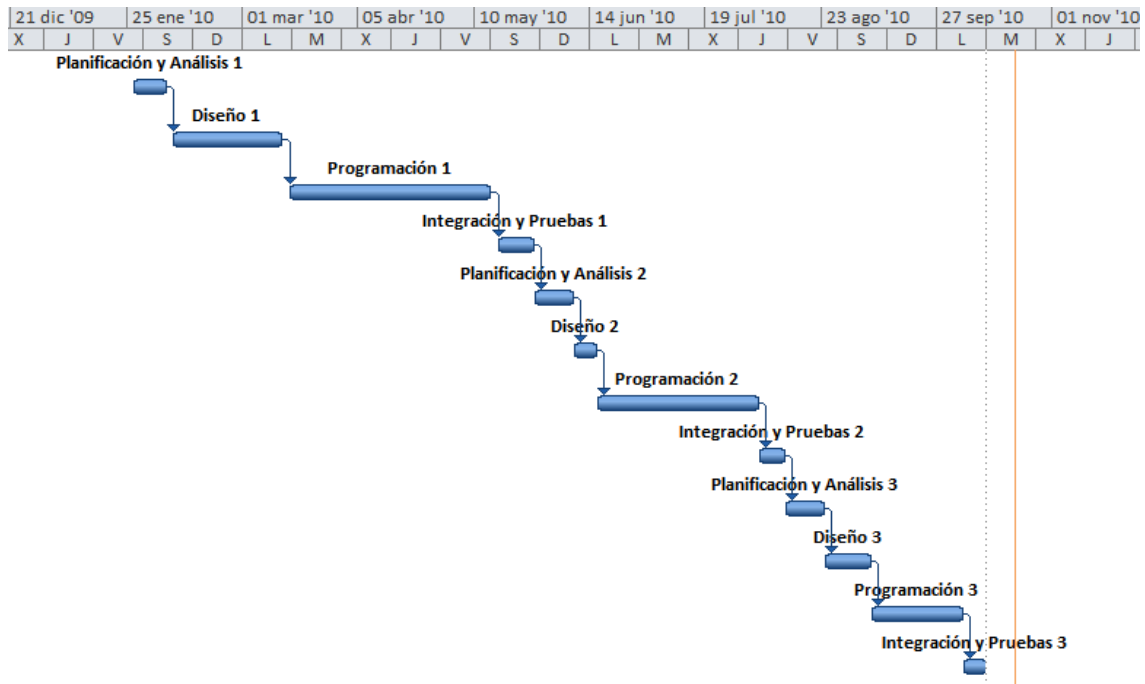 21 dic '09 25 ene '10 01 mar '10 05 abr '10 10 may '10 14 jun '10 19 jul '10 23 ago '10 27 sep '10 01 nov '10
X J V S D L M X J V S D L M X J V S D L M X J
Planificación y Análisis 1
Diseño 1
Programación 1
Integración y Pruebas 1
Planificación y Análisis 2
Diseño 2
Programación 2
Integración y Pruebas 2
Planificación y Análisis 3
Diseño 3
Programación 3
Integración y Pruebas 3